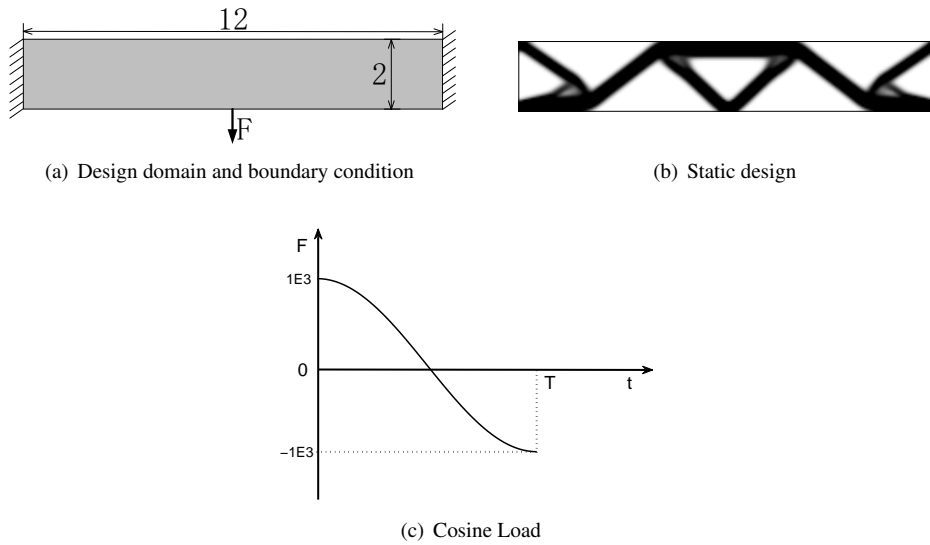 12
2
F
(a) Design domain and boundary condition
(b) Static design
F
1E3
0
T
t
−1E3
(c) Cosine Load